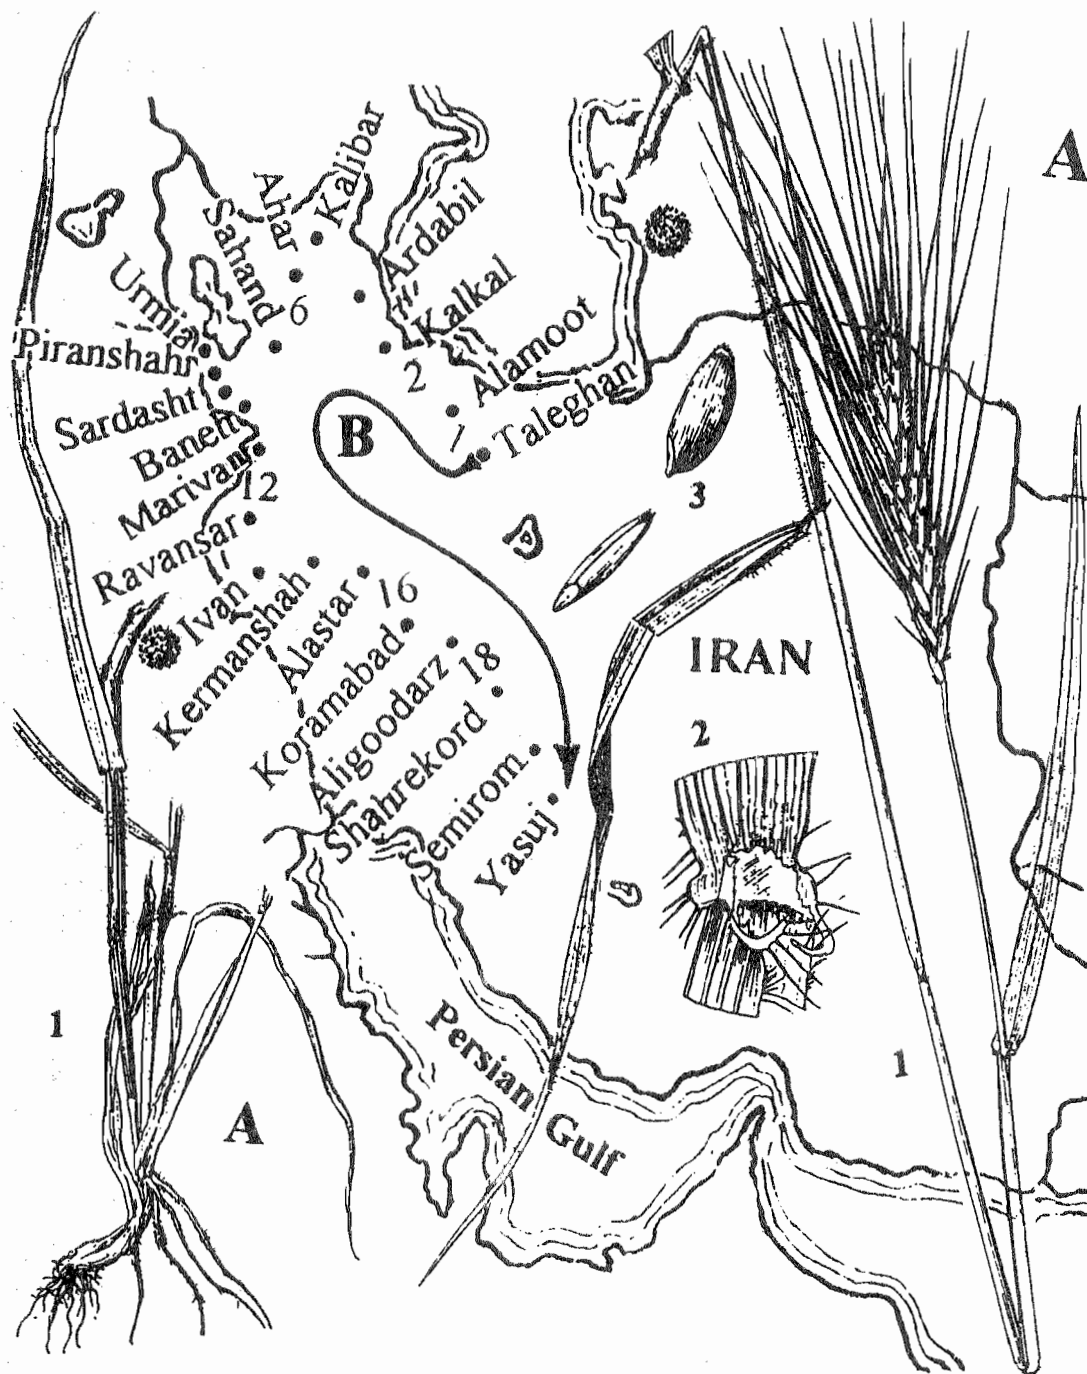 A
Kalibar
Ahar
Sahand
Ardabil
Urmia
6
Kalkal
Piranshahr
2
Alamoot
Sardasht
Baneh
B
1
Taleghan
Marivan
12
3
Ravansar
Ivan
Kermanshah
Alastar
16
IRAN
Koramabad
Aligoodarz
18
2
Shahrekord
Semirom
Yasuj
1
Persian
Gulf
1
A